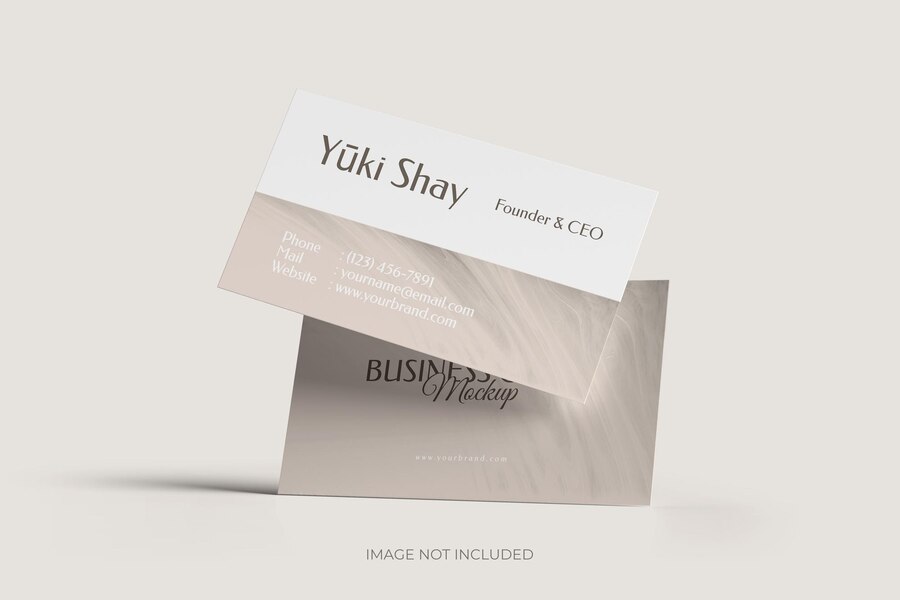 Yūki Shay
Founder & CEO
Phone : (123) 456-7891
Mail : yourname@email.com
Website : www.yourbrand.com
BUSINESS
Mockup
www.yourbrand.com
IMAGE NOT INCLUDED